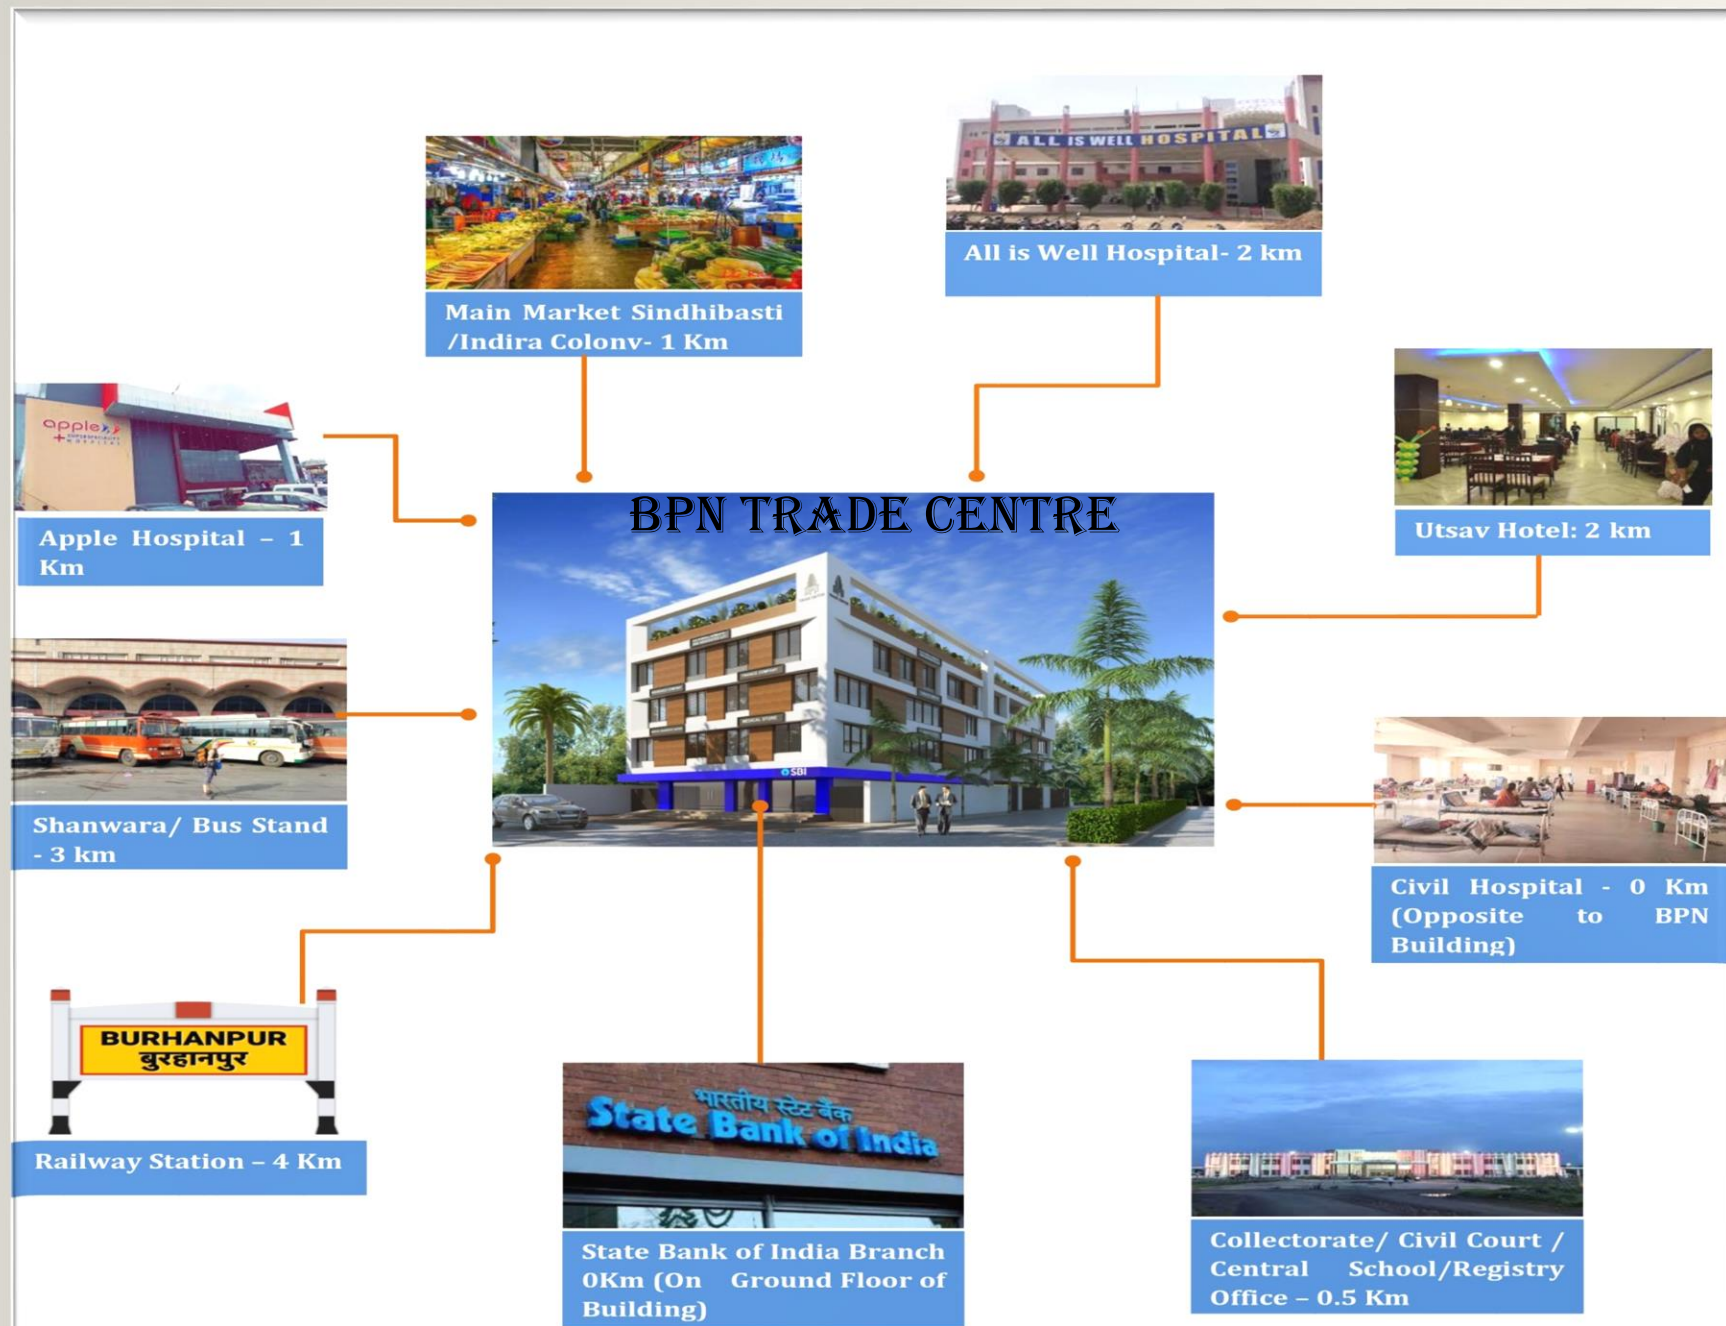 ALL IS WELL HOSPITAL
All is Well Hospital- 2 km
Main Market Sindhibasti
/Indira Colony- 1 Km
apple
SUPERSPECIALITY
HOSPITAL
Apple Hospital – 1
Km
BPN TRADE CENTRE
SBI
Utsav Hotel: 2 km
Shanwara/ Bus Stand
- 3 km
Civil Hospital - 0 Km
(Opposite to BPN
Building)
BURHANPUR
बुरहानपुर
Railway Station – 4 Km
भारतीय स्टेट बैंक
State Bank of India
State Bank of India Branch
0Km (On Ground Floor of
Building)
Collectorate/ Civil Court /
Central School/Registry
Office – 0.5 Km